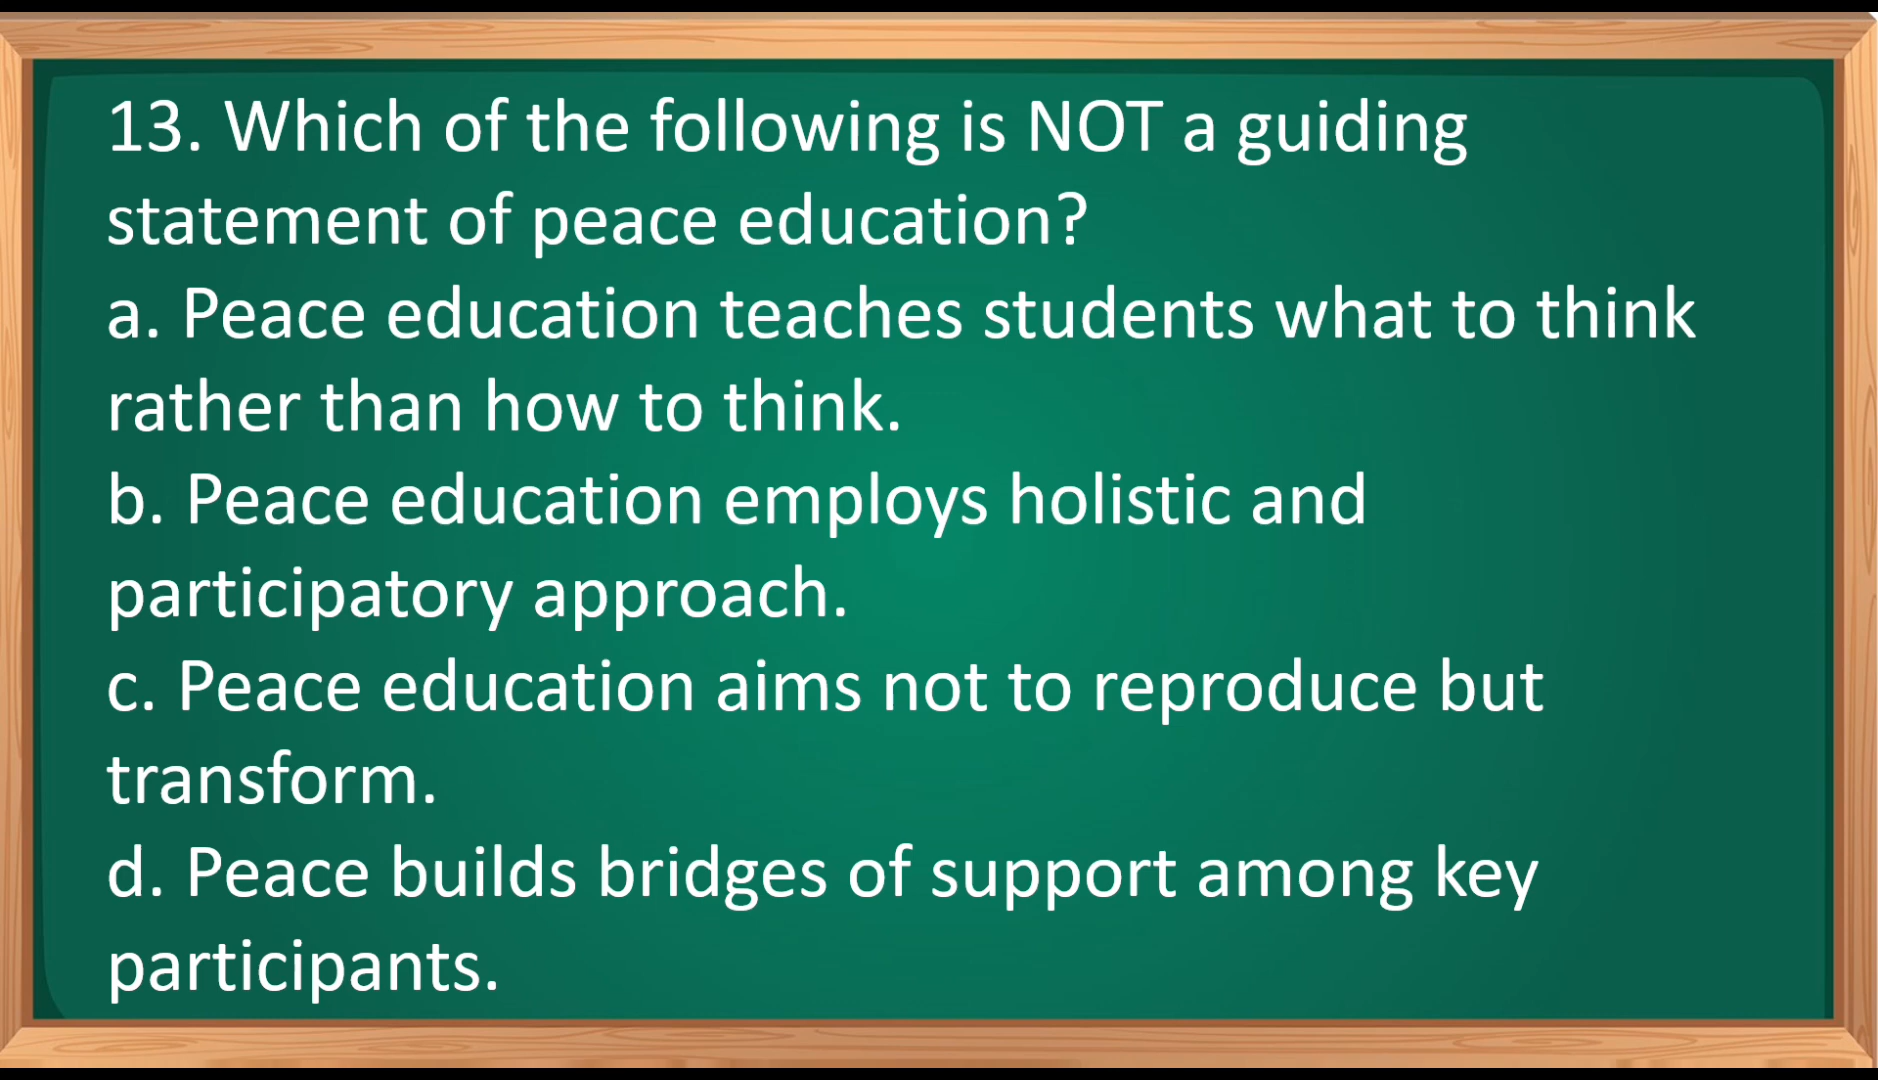 13. Which of the following is NOT a guiding
statement of peace education?
a. Peace education teaches students what to think
rather than how to think.
b. Peace education employs holistic and
participatory approach.
c. Peace education aims not to reproduce but
transform.
d. Peace builds bridges of support among key
participants.